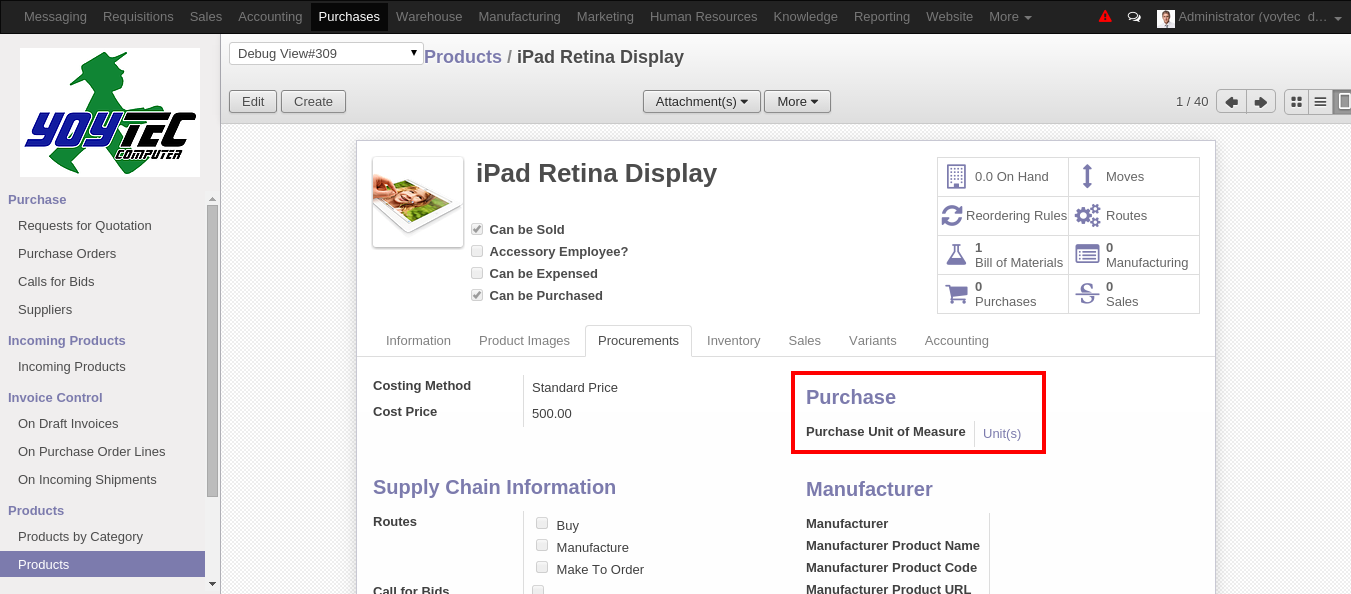 Messaging Requisitions Sales Accounting Purchases Warehouse Manufacturing Marketing Human Resources Knowledge Reporting Website More Administrator (yoytec_d...
Debug View#309
Products / iPad Retina Display
Edit Create Attachment(s) More 1 / 40
YOYTEC
COMPUTER
Purchase
Requests for Quotation
Purchase Orders
Calls for Bids
Suppliers
Incoming Products
Incoming Products
Invoice Control
On Draft Invoices
On Purchase Order Lines
On Incoming Shipments
Products
Products by Category
Products
iPad Retina Display
Can be Sold
Accessory Employee?
Can be Expensed
Can be Purchased
0.0 On Hand Moves
Reordering Rules Routes
1 Bill of Materials 0 Manufacturing
0 Purchases 0 Sales
Information Product Images Procurements Inventory Sales Variants Accounting
Costing Method Standard Price
Cost Price 500.00
Purchase
Purchase Unit of Measure Unit(s)
Supply Chain Information
Routes Buy
Manufacture
Make To Order
Call for Bids
Manufacturer
Manufacturer
Manufacturer Product Name
Manufacturer Product Code
Manufacturer Product URL